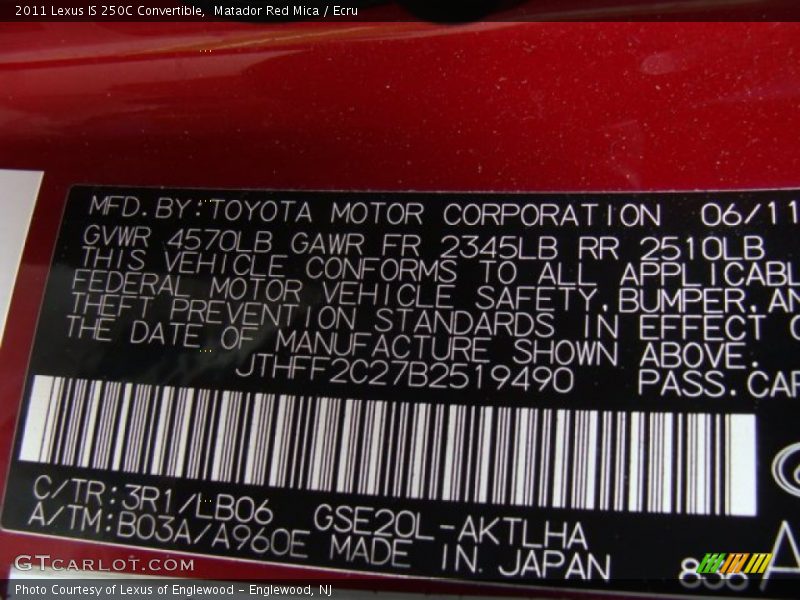 2011 Lexus IS 250C Convertible, Matador Red Mica / Ecru
MFD.BY:TOYOTA MOTOR CORPORATION 06/11
GVWR 4570LB GAWR FR 2345LB RR 2510LB
THIS VEHICLE CONFORMS TO ALL APPLICABL
FEDERAL MOTOR VEHICLE SAFETY,BUMPER,AN
THEFT PREVENTION STANDARDS IN EFFECT O
THE DATE OF MANUFACTURE SHOWN ABOVE.
JTHFF2C27B2519490 PASS.CAR
C/TR:3R1/LB06 GSE20L-AKTLHA
A/TM:B03A/A960E MADE IN JAPAN
GTCARLOT.COM
Photo Courtesy of Lexus of Englewood - Englewood, NJ